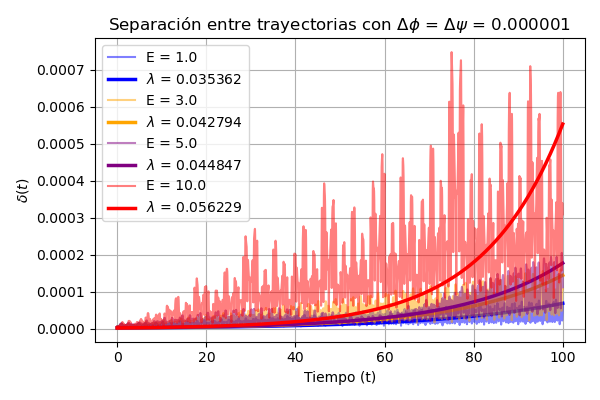 Separación entre trayectorias con Δϕ = Δψ = 0.000001
E = 1.0
λ = 0.035362
E = 3.0
λ = 0.042794
E = 5.0
λ = 0.044847
E = 10.0
λ = 0.056229
δ(t)
0.0007
0.0006
0.0005
0.0004
0.0003
0.0002
0.0001
0.0000
0 20 40 60 80 100
Tiempo (t)